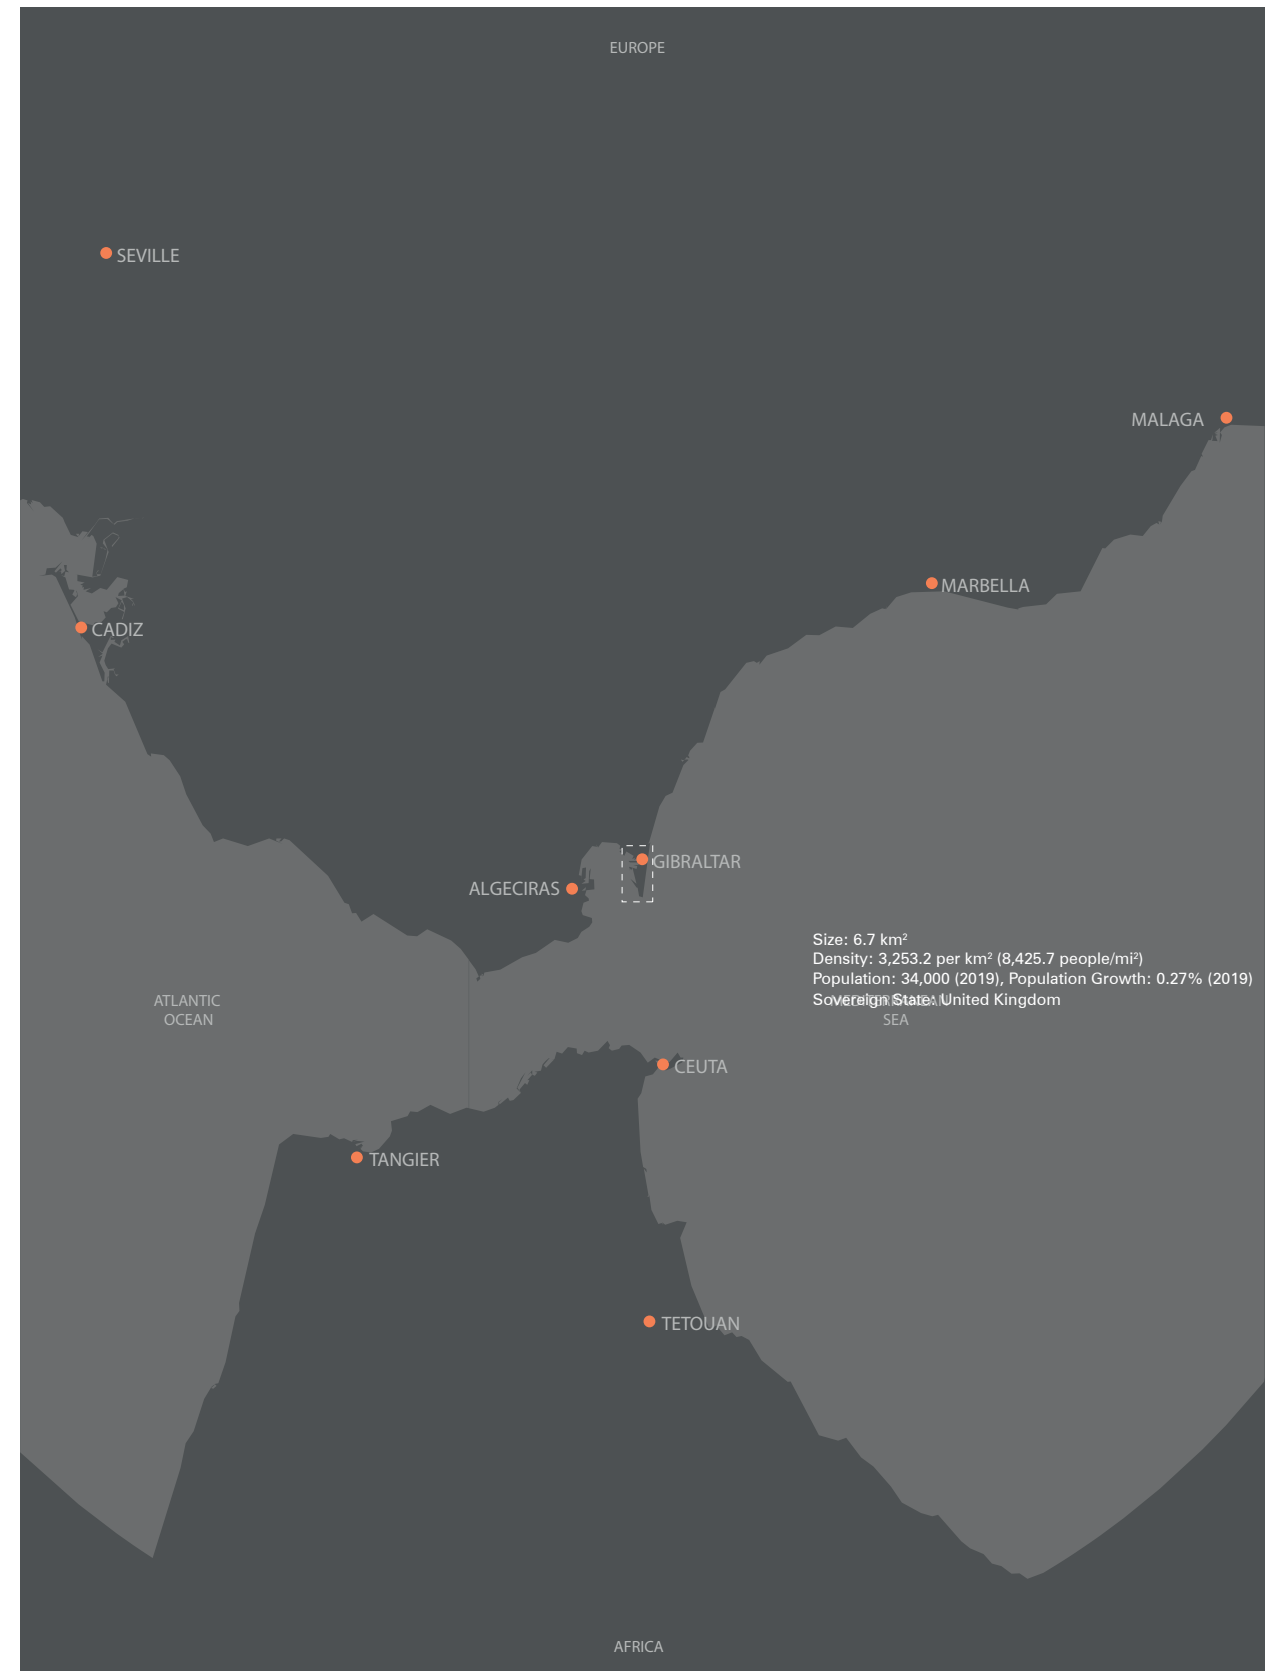 EUROPE
SEVILLE
MALAGA
MARBELLA
CADIZ
GIBRALTAR
ALGECIRAS
Size: 6.7 km²
Density: 3,253.2 per km² (8,425.7 people/mi²)
Population: 34,000 (2019), Population Growth: 0.27% (2019)
Sovereign State: United Kingdom
ATLANTIC
OCEAN
MEDITERRANEAN
SEA
CEUTA
TANGIER
TETOUAN
AFRICA